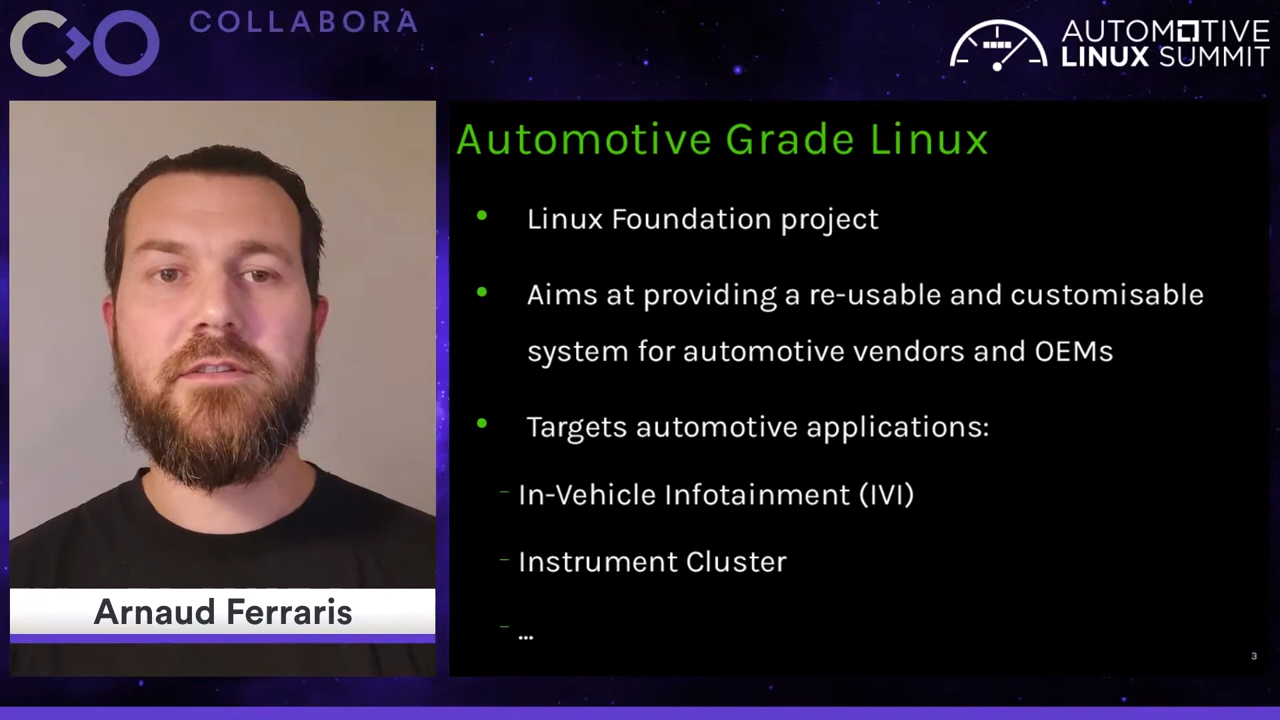 COLLABORA
AUTOMOTIVE
LINUX SUMMIT
Automotive Grade Linux
• Linux Foundation project
• Aims at providing a re-usable and customisable
system for automotive vendors and OEMs
• Targets automotive applications:
– In-Vehicle Infotainment (IVI)
– Instrument Cluster
– ...
Arnaud Ferraris
3